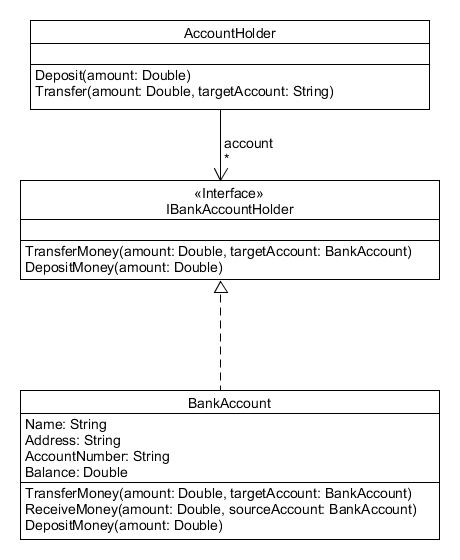 AccountHolder
Deposit(amount: Double)
Transfer(amount: Double, targetAccount: String)
account
*
«Interface»
IBankAccountHolder
TransferMoney(amount: Double, targetAccount: BankAccount)
DepositMoney(amount: Double)
BankAccount
Name: String
Address: String
AccountNumber: String
Balance: Double
TransferMoney(amount: Double, targetAccount: BankAccount)
ReceiveMoney(amount: Double, sourceAccount: BankAccount)
DepositMoney(amount: Double)